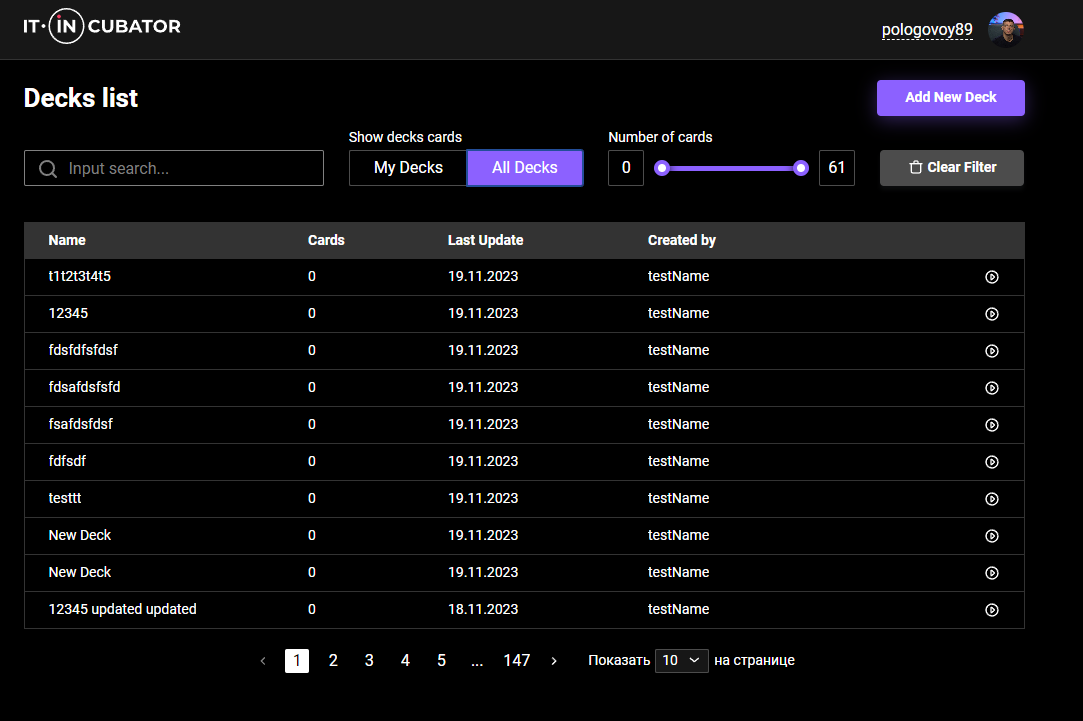 IT·INCUBATOR
pologovoy89
Decks list
Add New Deck
Show decks cards
Number of cards
Input search...
My Decks
All Decks
0
61
Clear Filter
Name Cards Last Update Created by
t1t2t3t4t5 0 19.11.2023 testName
12345 0 19.11.2023 testName
fdsfdfsfdsf 0 19.11.2023 testName
fdsafdsfsfd 0 19.11.2023 testName
fsafdsfdsf 0 19.11.2023 testName
fdfsdf 0 19.11.2023 testName
testtt 0 19.11.2023 testName
New Deck 0 19.11.2023 testName
New Deck 0 19.11.2023 testName
12345 updated updated 0 18.11.2023 testName
‹ 1 2 3 4 5 ... 147 › Показать 10 на странице